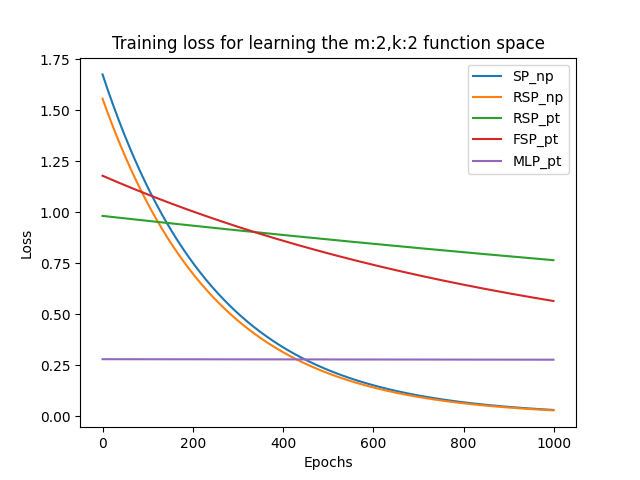 Training loss for learning the m:2,k:2 function space
1.75
1.50
1.25
1.00
0.75
0.50
0.25
0.00
Loss
SP_np
RSP_np
RSP_pt
FSP_pt
MLP_pt
0 200 400 600 800 1000
Epochs